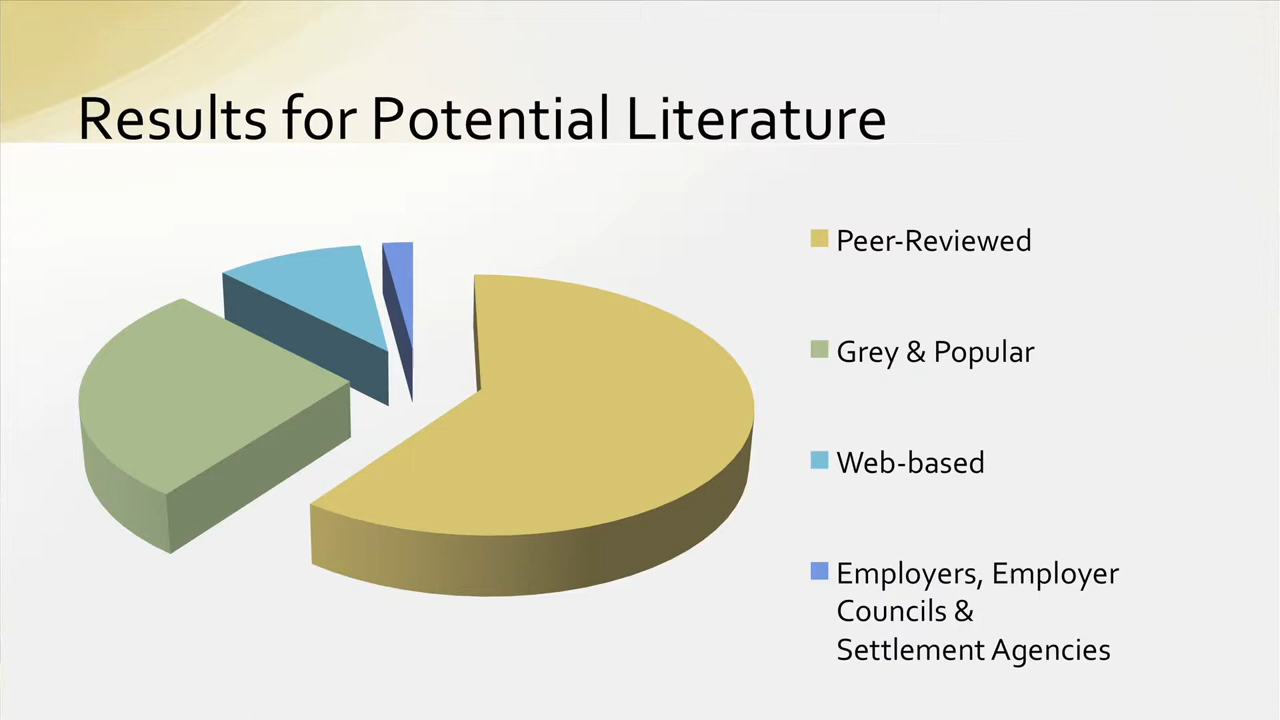 Results for Potential Literature
Peer-Reviewed
Grey & Popular
Web-based
Employers, Employer
Councils &
Settlement Agencies